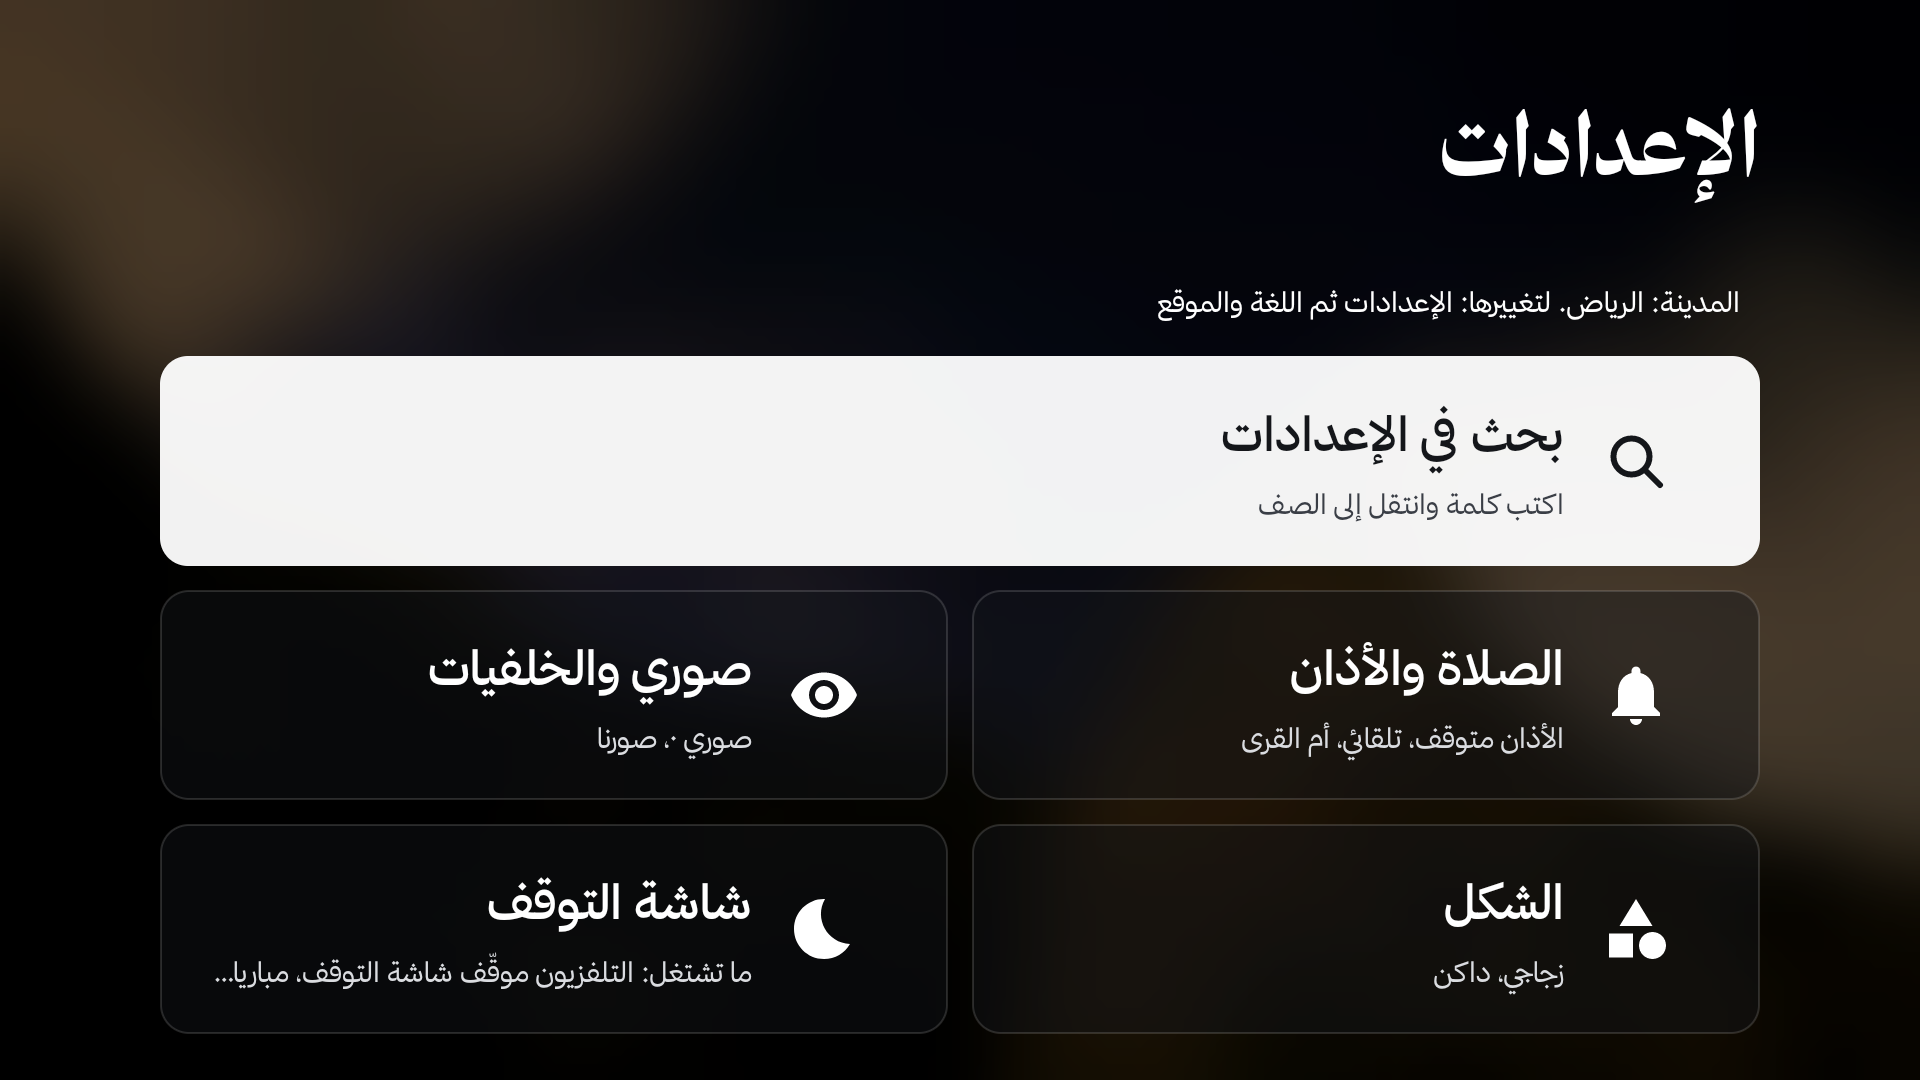 الإعدادات
المدينة: الرياض. لتغييرها: الإعدادات ثم اللغة والموقع
بحث في الإعدادات
اكتب كلمة وانتقل إلى الصف
الصلاة والأذان
الأذان متوقف، تلقائي، أم القرى
صوري والخلفيات
صوري ٠، صورنا
الشكل
زجاجي، داكن
شاشة التوقف
ما تشتغل: التلفزيون موقّف شاشة التوقف، مباريا...